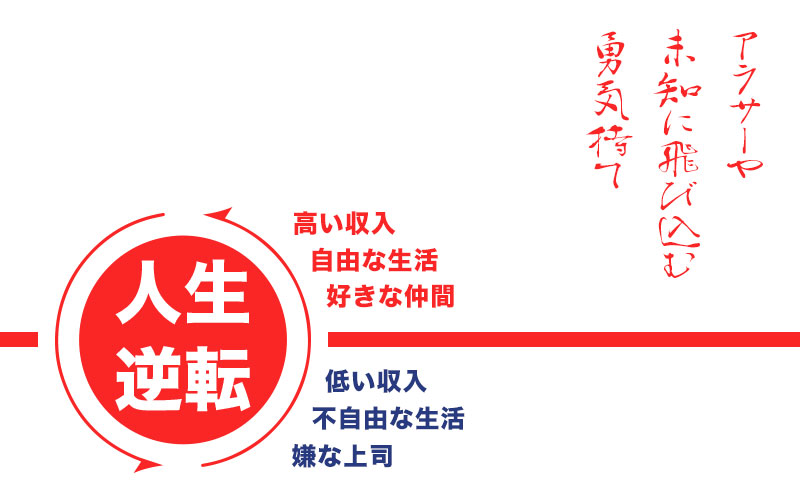 アラサーや
未知に飛び込む
勇気待て
高い収入
自由な生活
好きな仲間
人生
逆転
低い収入
不自由な生活
嫌な上司